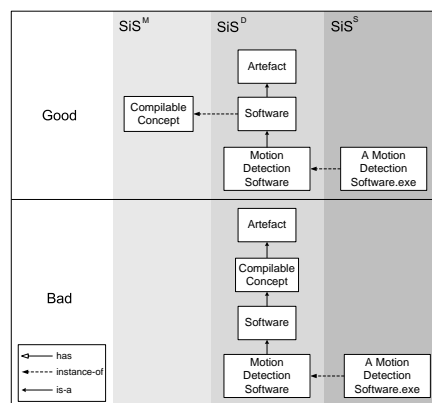 SiS^M SiS^D SiS^S
Good
Artefact
Compilable
Concept
Software
Motion
Detection
Software
A Motion
Detection
Software.exe
Bad
Artefact
Compilable
Concept
Software
Motion
Detection
Software
A Motion
Detection
Software.exe
has
instance-of
is-a